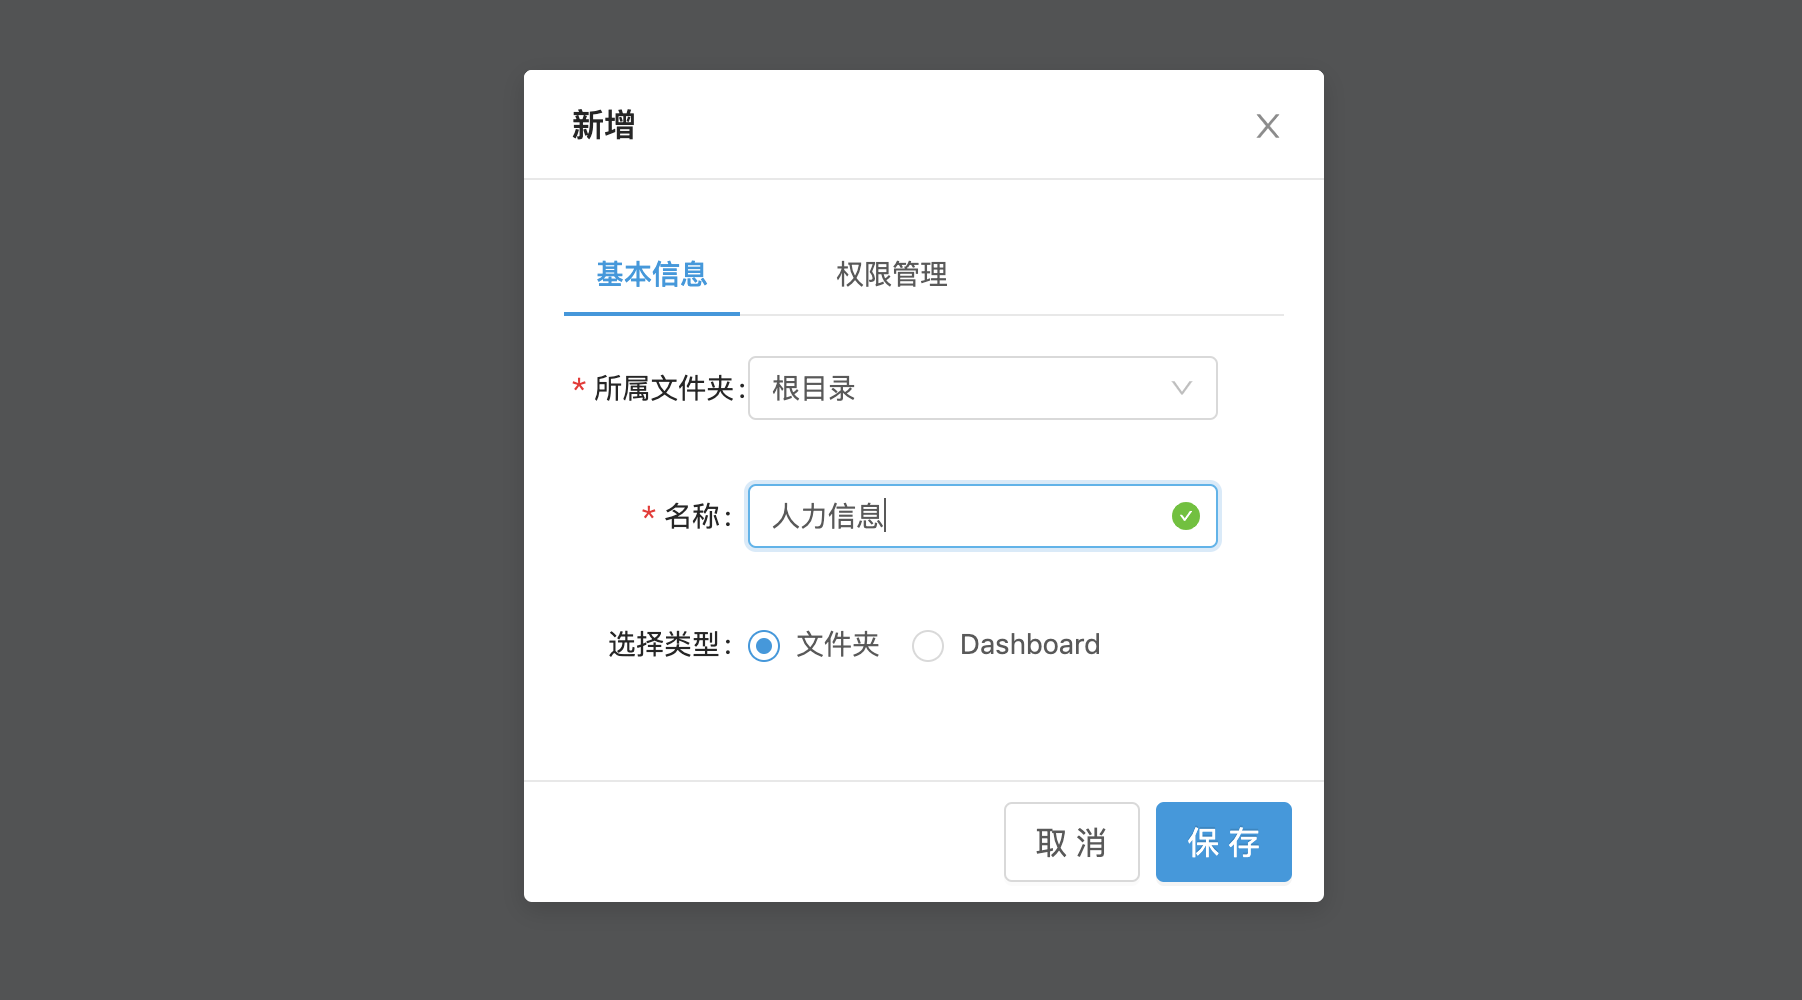 新增
基本信息 权限管理
* 所属文件夹: 根目录
* 名称: 人力信息
选择类型: 文件夹 Dashboard
取 消 保 存